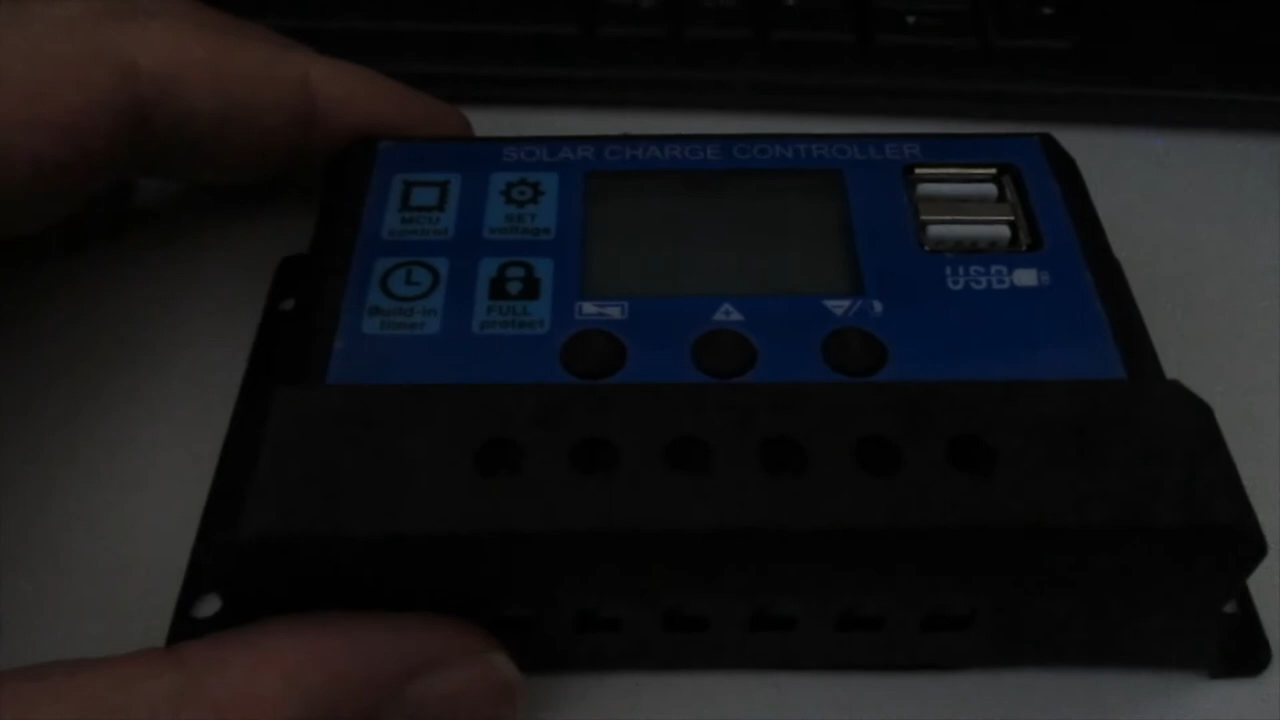 SOLAR CHARGE CONTROLLER
MCU
control
SET
voltage
Build-in
timer
FULL
protect
USB